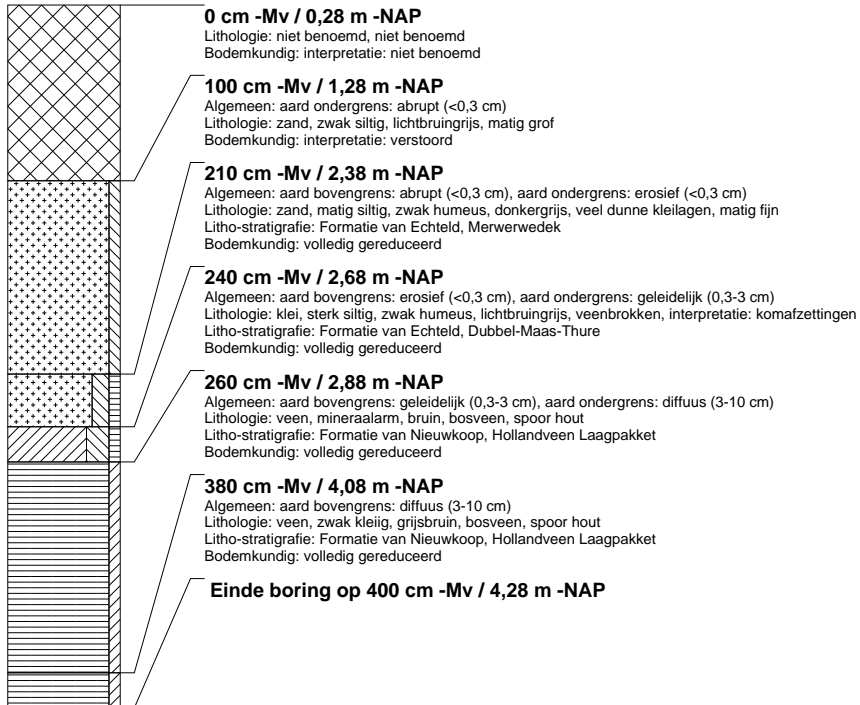 0 cm -Mv / 0,28 m -NAP
Lithologie: niet benoemd, niet benoemd
Bodemkundig: interpretatie: niet benoemd
100 cm -Mv / 1,28 m -NAP
Algemeen: aard ondergrens: abrupt (<0,3 cm)
Lithologie: zand, zwak siltig, lichtbruingrijs, matig grof
Bodemkundig: interpretatie: verstoord
210 cm -Mv / 2,38 m -NAP
Algemeen: aard bovengrens: abrupt (<0,3 cm), aard ondergrens: erosief (<0,3 cm)
Lithologie: zand, matig siltig, zwak humeus, donkergrijs, veel dunne kleilagen, matig fijn
Litho-stratigrafie: Formatie van Echteld, Merwerwedek
Bodemkundig: volledig gereduceerd
240 cm -Mv / 2,68 m -NAP
Algemeen: aard bovengrens: erosief (<0,3 cm), aard ondergrens: geleidelijk (0,3-3 cm)
Lithologie: klei, sterk siltig, zwak humeus, lichtbruingrijs, veenbrokken, interpretatie: komafzettingen
Litho-stratigrafie: Formatie van Echteld, Dubbel-Maas-Thure
Bodemkundig: volledig gereduceerd
260 cm -Mv / 2,88 m -NAP
Algemeen: aard bovengrens: geleidelijk (0,3-3 cm), aard ondergrens: diffuus (3-10 cm)
Lithologie: veen, mineraalarm, bruin, bosveen, spoor hout
Litho-stratigrafie: Formatie van Nieuwkoop, Hollandveen Laagpakket
Bodemkundig: volledig gereduceerd
380 cm -Mv / 4,08 m -NAP
Algemeen: aard bovengrens: diffuus (3-10 cm)
Lithologie: veen, zwak kleiig, grijsbruin, bosveen, spoor hout
Litho-stratigrafie: Formatie van Nieuwkoop, Hollandveen Laagpakket
Bodemkundig: volledig gereduceerd
Einde boring op 400 cm -Mv / 4,28 m -NAP